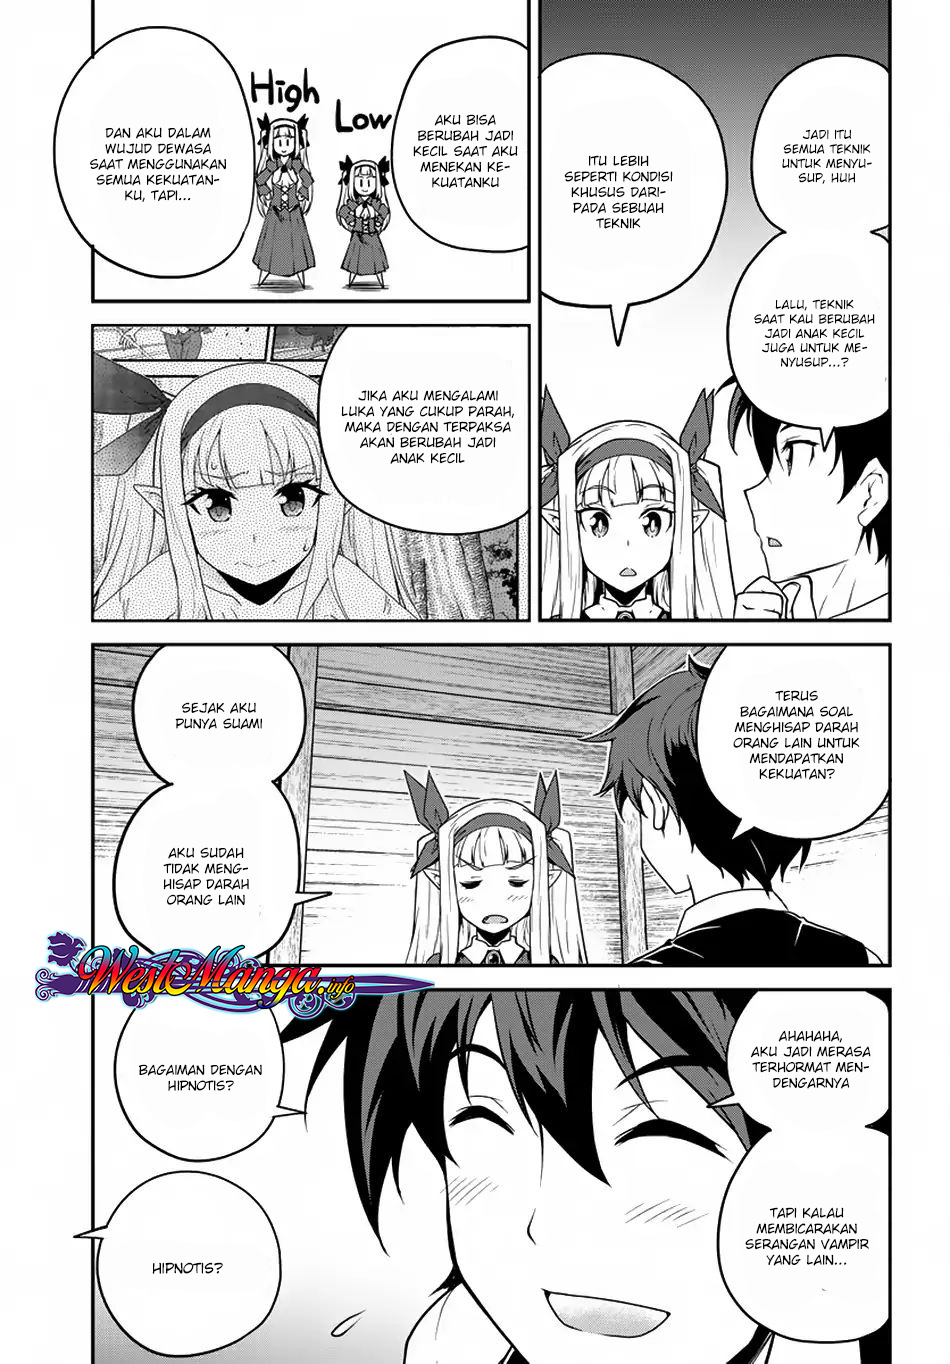 JADI ITU
SEMUA TEKNIK
UNTUK MENYU-
SUP, HUH
LALU, TEKNIK
SAAT KAU BERUBAH
JADI ANAK KECIL
JUGA UNTUK ME-
NYUSUP...?
ITU LEBIH
SEPERTI KONDISI
KHUSUS DARI-
PADA SEBUAH
TEKNIK
AKU BISA
BERUBAH JADI
KECIL SAAT AKU
MENEKAN KE-
KUATANKU
High
Low
DAN AKU DALAM
WUJUD DEWASA
SAAT MENGGUNAKAN
SEMUA KEKUATAN-
KU, TAPI...
JIKA AKU MENGALAMI
LUKA YANG CUKUP PARAH,
MAKA DENGAN TERPAKSA
AKAN BERUBAH JADI
ANAK KECIL
TERUS
BAGAIMANA SOAL
MENGHISAP DARAH
ORANG LAIN UNTUK
MENDAPATKAN
KEKUATAN?
SEJAK AKU
PUNYA SUAMI
AKU SUDAH
TIDAK MENG-
HISAP DARAH
ORANG LAIN
WestManga.info
AHAHAHA,
AKU JADI MERASA
TERHORMAT MEN-
DENGARNYA
TAPI KALAU
MEMBICARAKAN
SERANGAN VAMPIR
YANG LAIN...
BAGAIMAN DENGAN
HIPNOTIS?
HIPNOTIS?